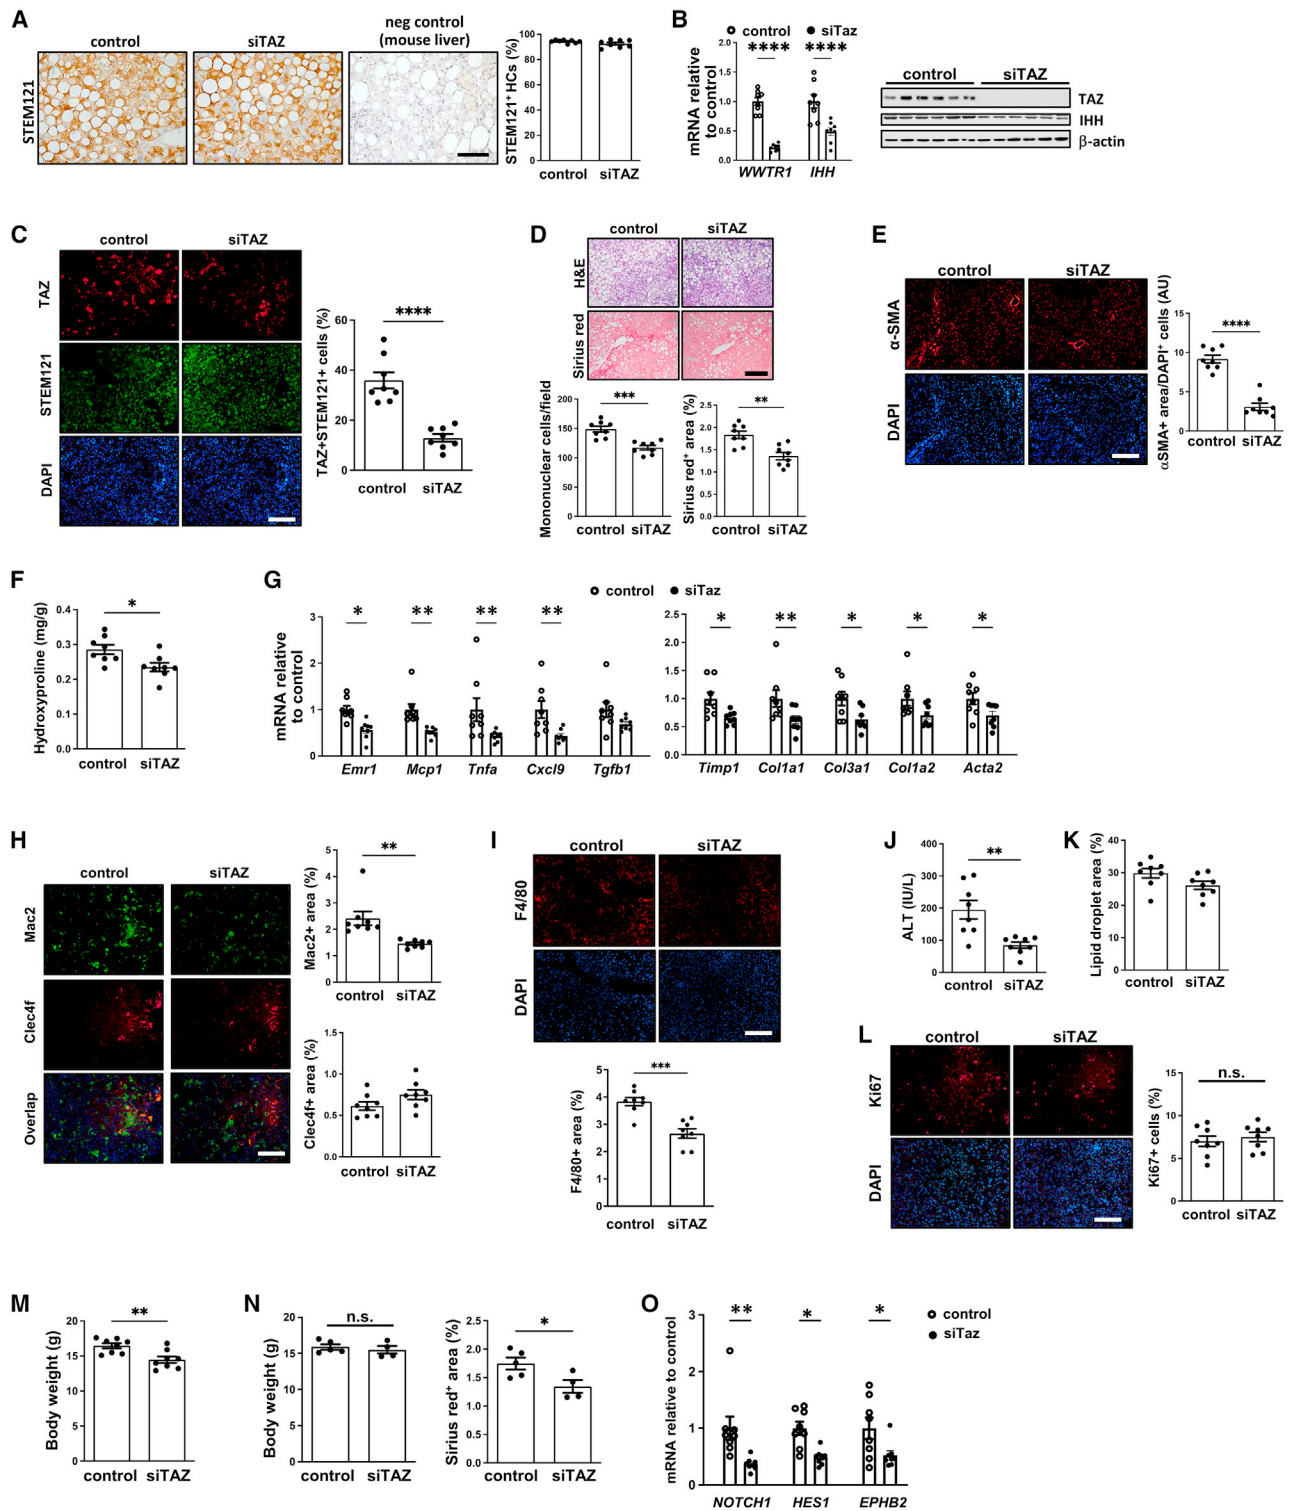 A
control
siTAZ
neg control
(mouse liver)
STEM121
STEM121+ HCs (%)
100
80
60
40
20
0
control siTAZ
B
control siTaz
mRNA relative
to control
2.0
1.5
1.0
0.5
0
**** ****
WWTR1 IHH
control siTAZ
TAZ
IHH
β-actin
C
control siTAZ
TAZ
STEM121
DAPI
TAZ+STEM121+ cells (%)
60
40
20
0
****
control siTAZ
D
control siTAZ
H&E
Sirius red
Mononuclear cells/field
200
150
100
50
0
***
control siTAZ
Sirius red+ area (%)
2.5
2.0
1.5
1.0
0.5
0.0
**
control siTAZ
E
control siTAZ
α-SMA
DAPI
αSMA+ area/DAPI+ cells (AU)
15
10
5
0
****
control siTAZ
F
Hydroxyproline (mg/g)
0.4
0.3
0.2
0.1
0.0
*
control siTAZ
G
control siTaz
mRNA relative
to control
3
2
1
0
* ** ** **
Emr1 Mcp1 Tnfa Cxcl9 Tgfb1
2.5
2.0
1.5
1.0
0.5
0.0
* ** * * *
Timp1 Col1a1 Col3a1 Col1a2 Acta2
H
control siTAZ
Mac2
Clec4f
Overlap
Mac2+ area (%)
5
4
3
2
1
0
**
control siTAZ
Clec4f+ area (%)
1.5
1.0
0.5
0.0
control siTAZ
I
control siTAZ
F4/80
DAPI
F4/80+ area (%)
5
4
3
2
1
0
***
control siTAZ
J
ALT (IU/L)
400
300
200
100
0
**
control siTAZ
K
Lipid droplet area (%)
40
30
20
10
0
control siTAZ
L
control siTAZ
Ki67
DAPI
Ki67+ cells (%)
15
10
5
0
n.s.
control siTAZ
M
Body weight (g)
20
15
10
5
0
**
control siTAZ
N
Body weight (g)
20
15
10
5
0
n.s.
control siTAZ
Sirius red+ area (%)
2.5
2.0
1.5
1.0
0.5
0.0
*
control siTAZ
O
control
siTaz
mRNA relative to control
3
2
1
0
** * *
NOTCH1 HES1 EPHB2